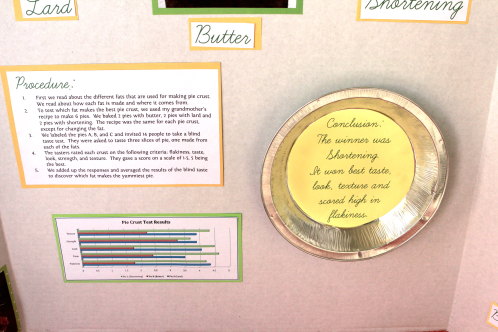 Lard
Shortening
Butter
Procedure:
1. First we read about the different fats that are used for making pie crust.
We read about how each fat is made and where it comes from.
2. To test which fat makes the best pie crust, we used my grandmother's
recipe to make 6 pies. We baked 2 pies with butter, 2 pies with lard and
2 pies with shortening. The recipe was the same for each pie crust,
except for changing the fat.
3. We labeled the pies A, B, and C and invited 16 people to take a blind
taste test. They were asked to taste three slices of pie, one made from
each of the fats.
4. The tasters rated each crust on the following criteria, flakiness, taste,
look, strength, and texture. They gave a score on a scale of 1-5, 5 being
the best.
5. We added up the responses and averaged the results of the blind taste
to discover which fat makes the yummiest pie.
Conclusion:
The winner was
Shortening.
It won best taste,
look, texture and
scored high in
flakiness.
Pie Crust Test Results